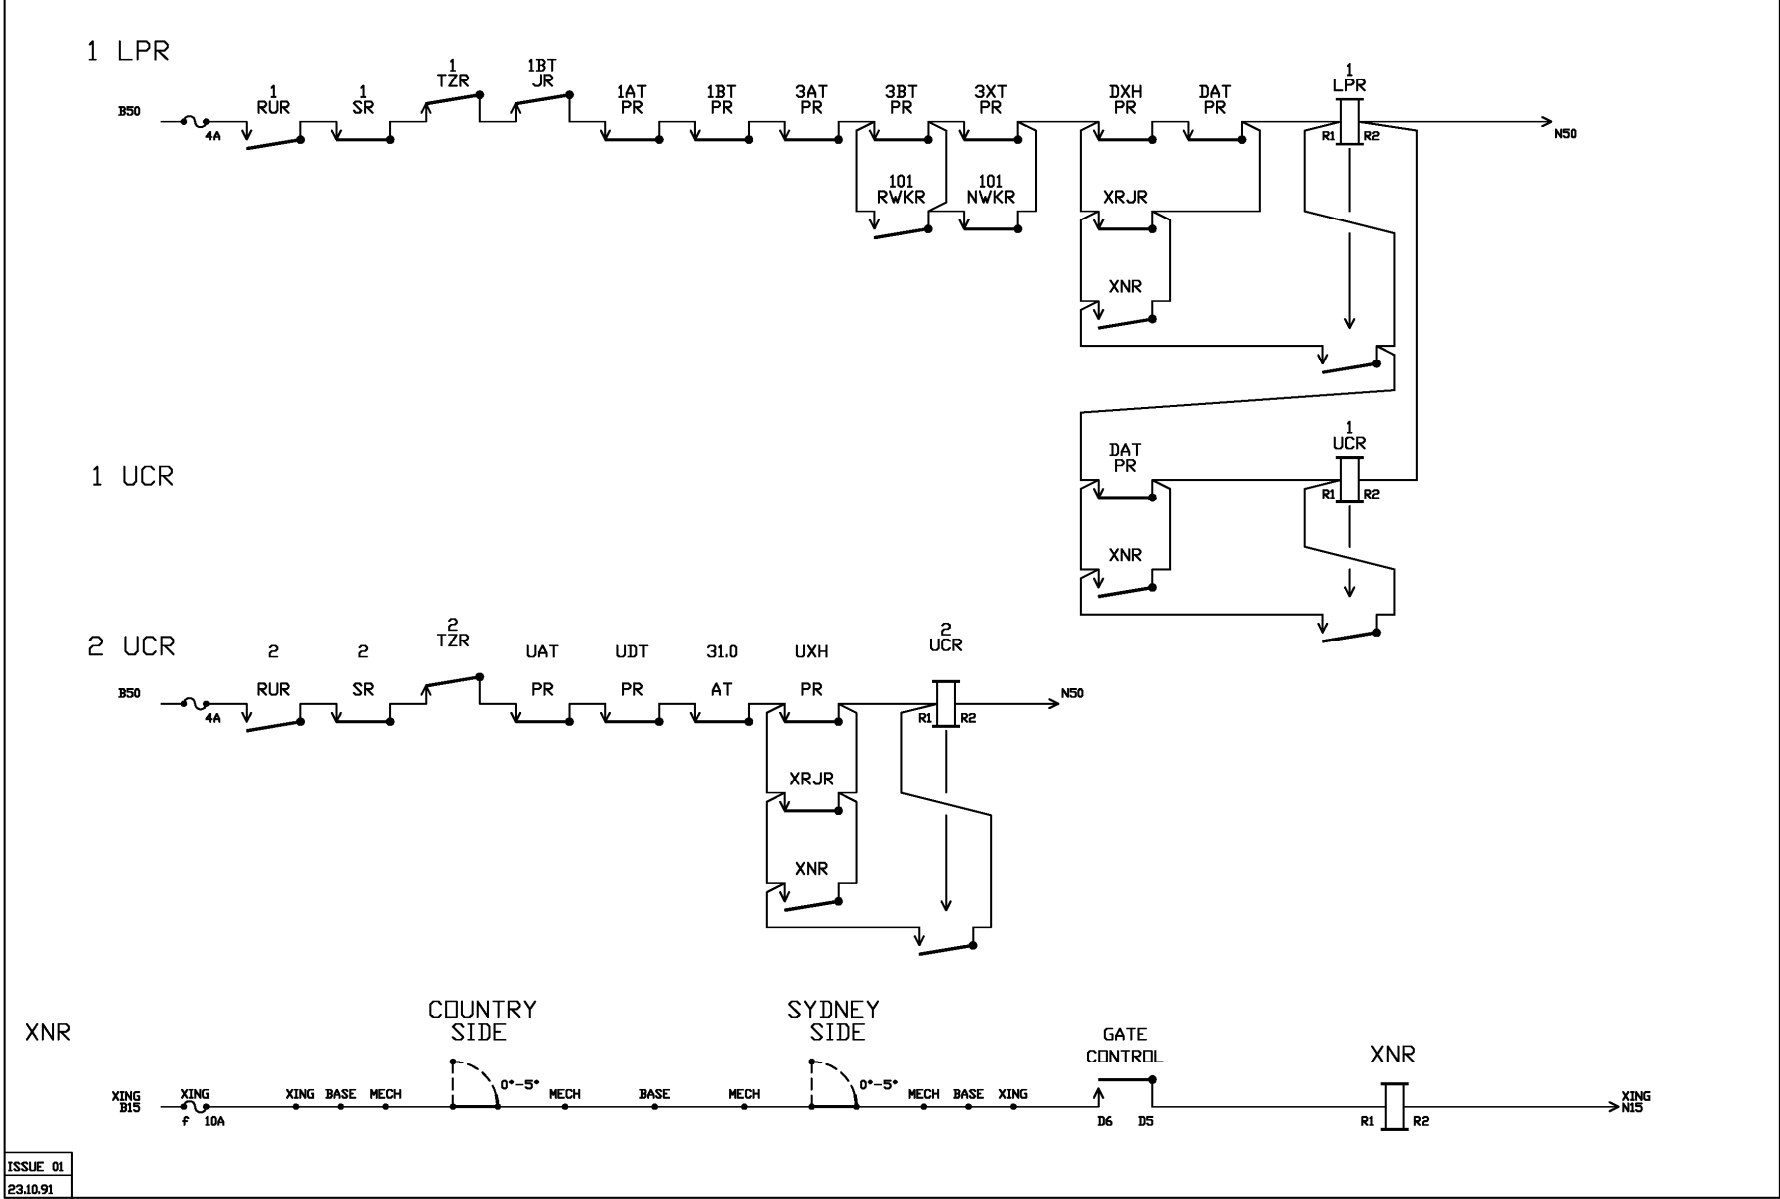 1 LPR
B50
4A
1
RUR
1
SR
1
TZR
1BT
JR
1AT
PR
1BT
PR
3AT
PR
3BT
PR
3XT
PR
DXH
PR
DAT
PR
1
LPR
R1 R2
N50
101
RWKR
101
NWKR
XRJR
XNR
1 UCR
DAT
PR
1
UCR
R1 R2
XNR
2 UCR
B50
4A
2
RUR
2
SR
2
TZR
UAT
PR
UDT
PR
31.0
AT
UXH
PR
2
UCR
R1 R2
N50
XRJR
XNR
XNR
COUNTRY
SIDE
SYDNEY
SIDE
GATE
CONTROL
XNR
XING
B15
XING
f 10A
XING BASE MECH
0°-5°
MECH BASE MECH
0°-5°
MECH BASE XING
D6 D5
R1 R2
XING
N15
ISSUE 01
23.10.91